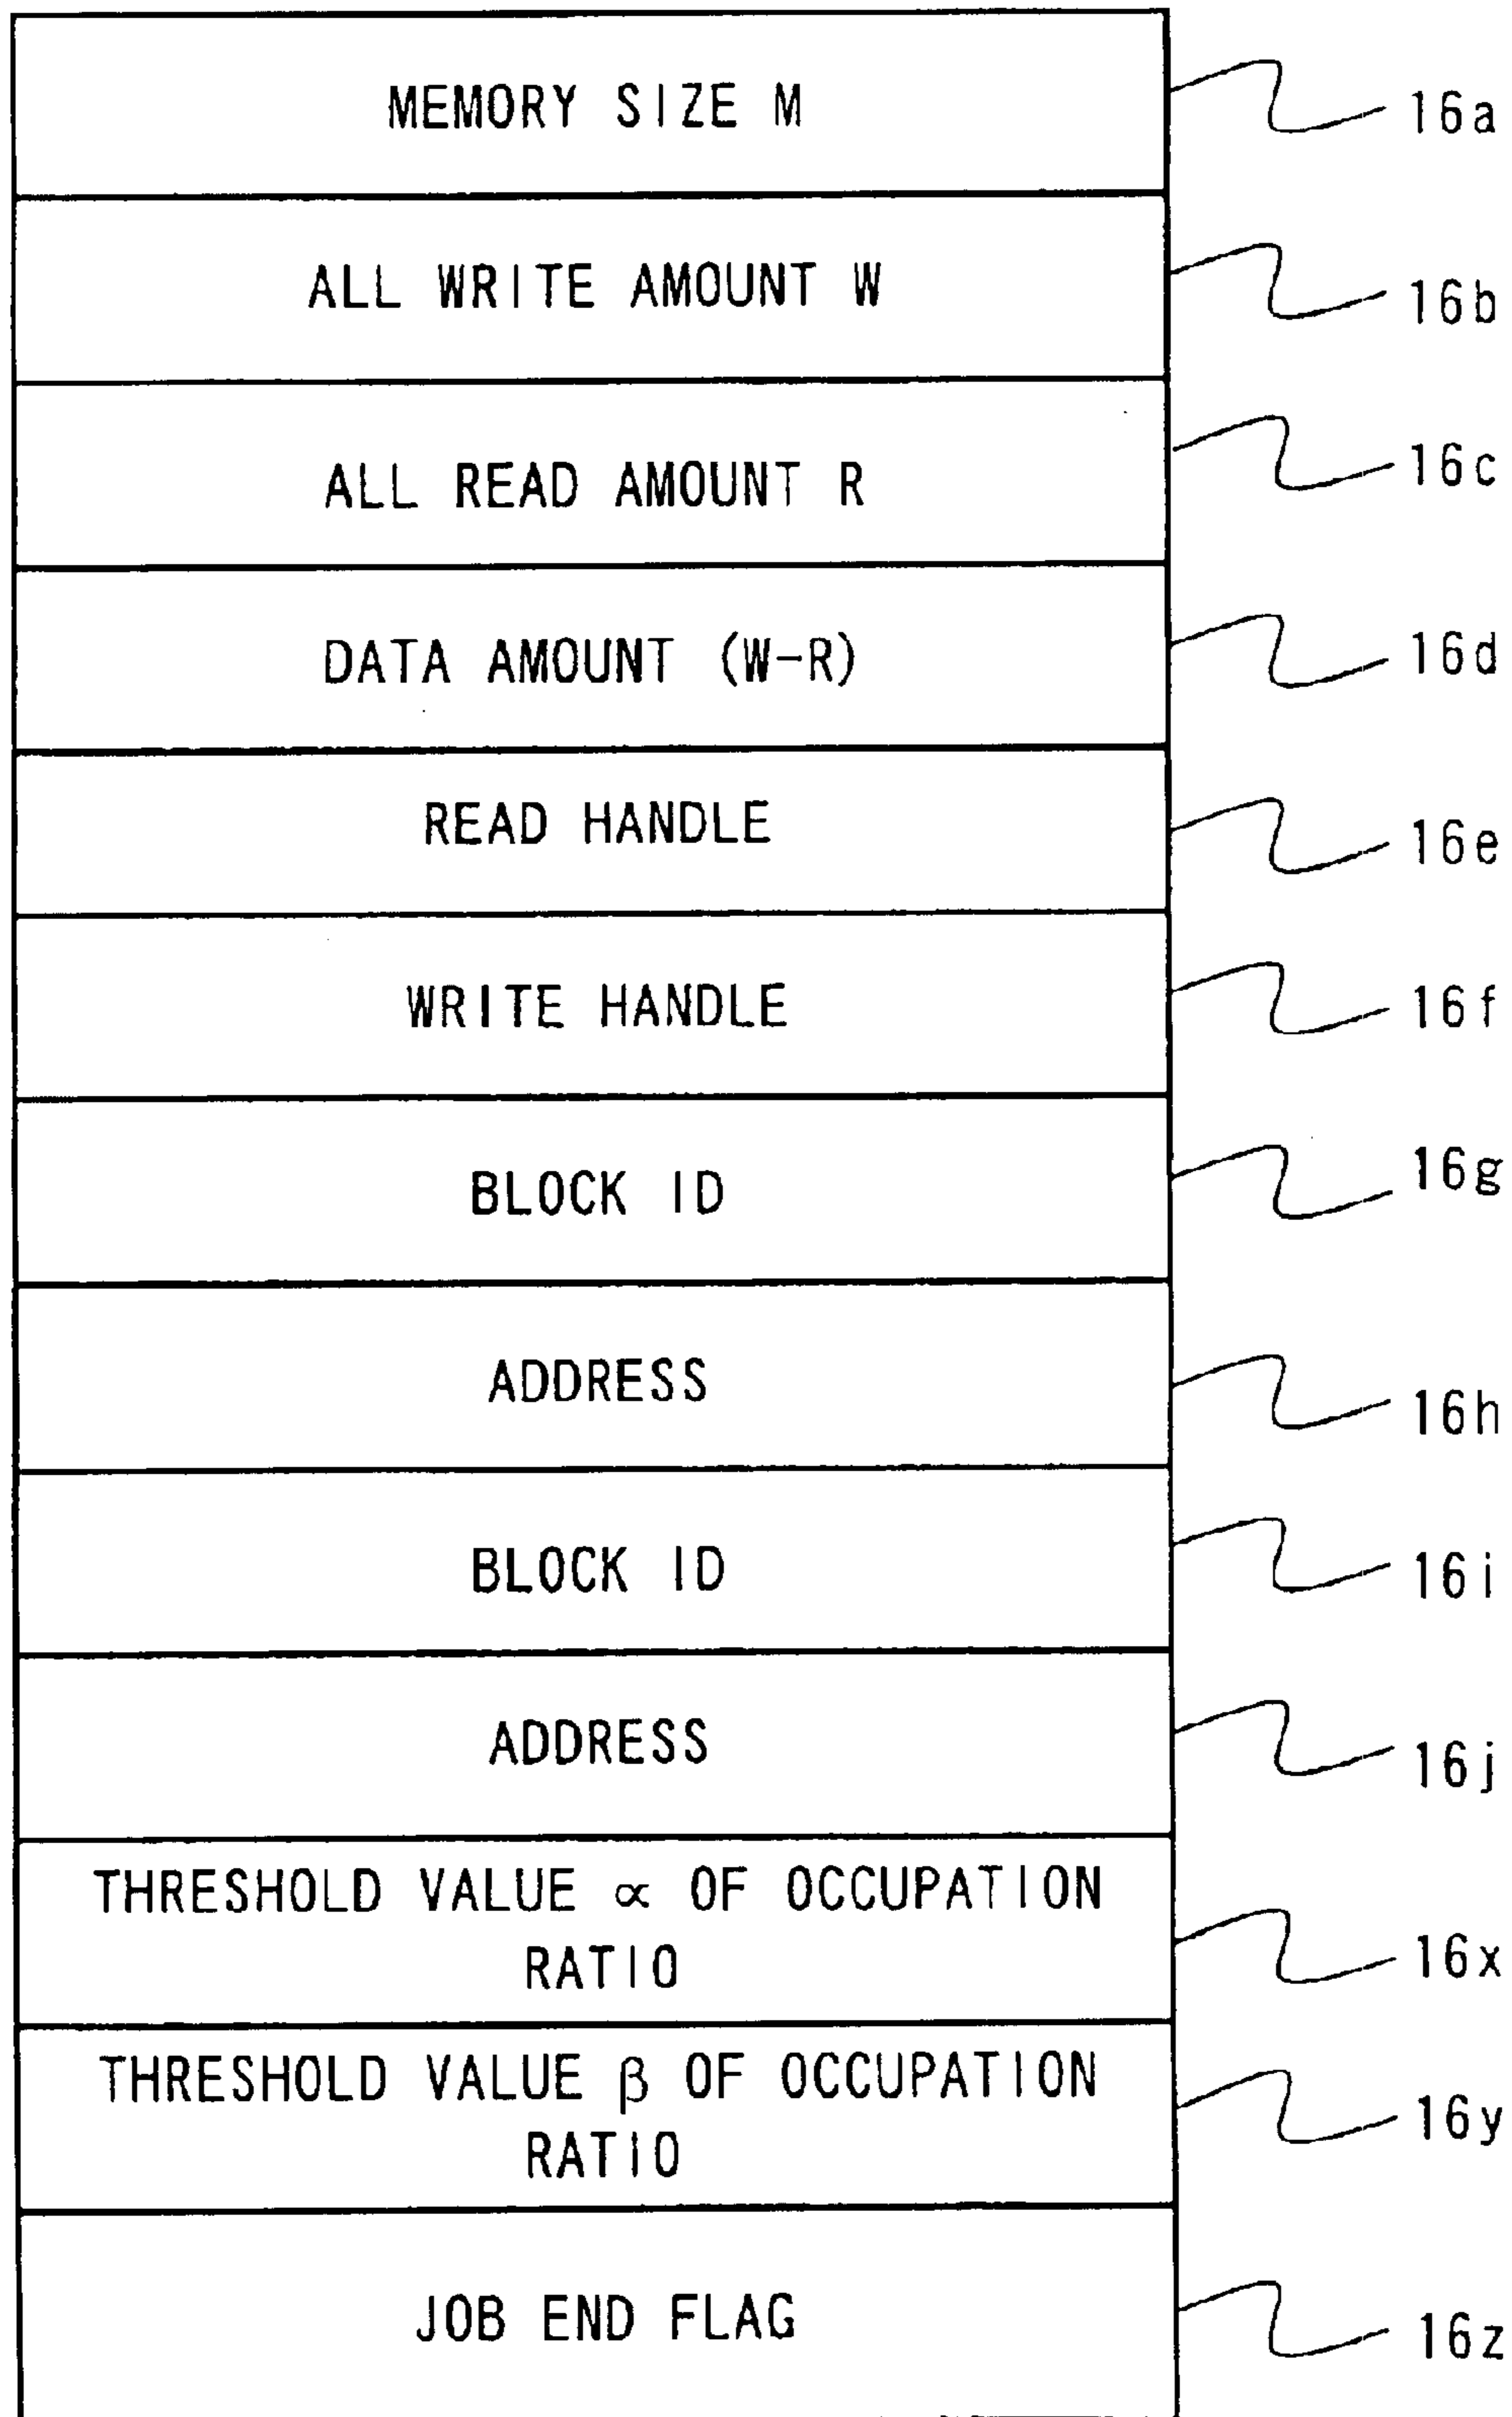 MEMORY SIZE M 16a
ALL WRITE AMOUNT W 16b
ALL READ AMOUNT R 16c
DATA AMOUNT (W-R) 16d
READ HANDLE 16e
WRITE HANDLE 16f
BLOCK ID 16g
ADDRESS 16h
BLOCK ID 16i
ADDRESS 16j
THRESHOLD VALUE ∝ OF OCCUPATION
RATIO 16x
THRESHOLD VALUE β OF OCCUPATION
RATIO 16y
JOB END FLAG 16z